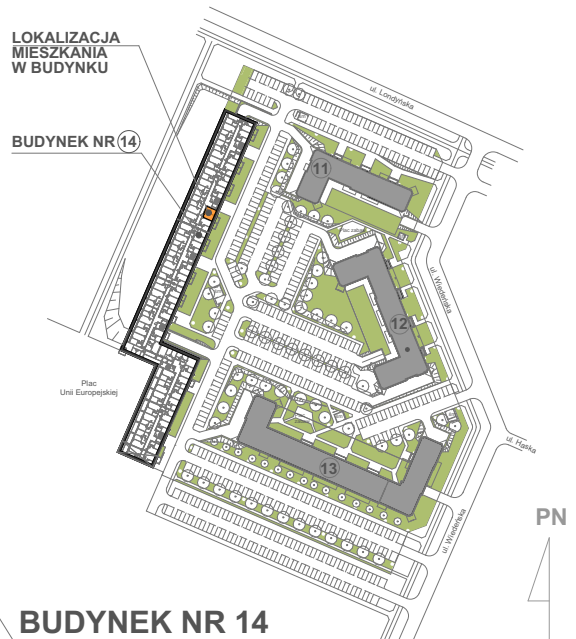 LOKALIZACJA
MIESZKANIA
W BUDYNKU
BUDYNEK NR 14
ul. Londyńska
11
ul. Wiedeńska
12
Plac
Unii Europejskiej
ul. Haska
13
ul. Wiedeńska
PN
BUDYNEK NR 14